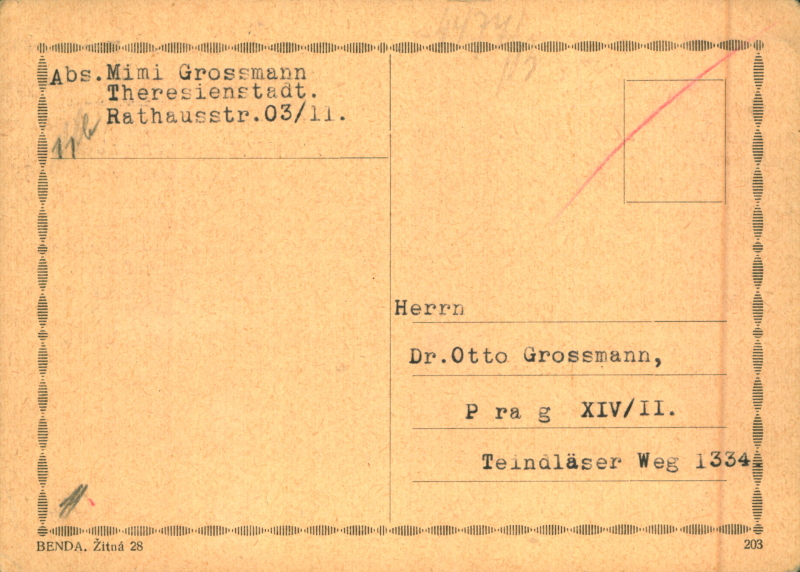 Abs.Mimi Grossmann
Theresienstadt.
Rathausstr.03/11.
Herrn
Dr.Otto Grossmann,
P ra g XIV/II.
Teindläser Weg 1334.
BENDA. Žitná 28
203